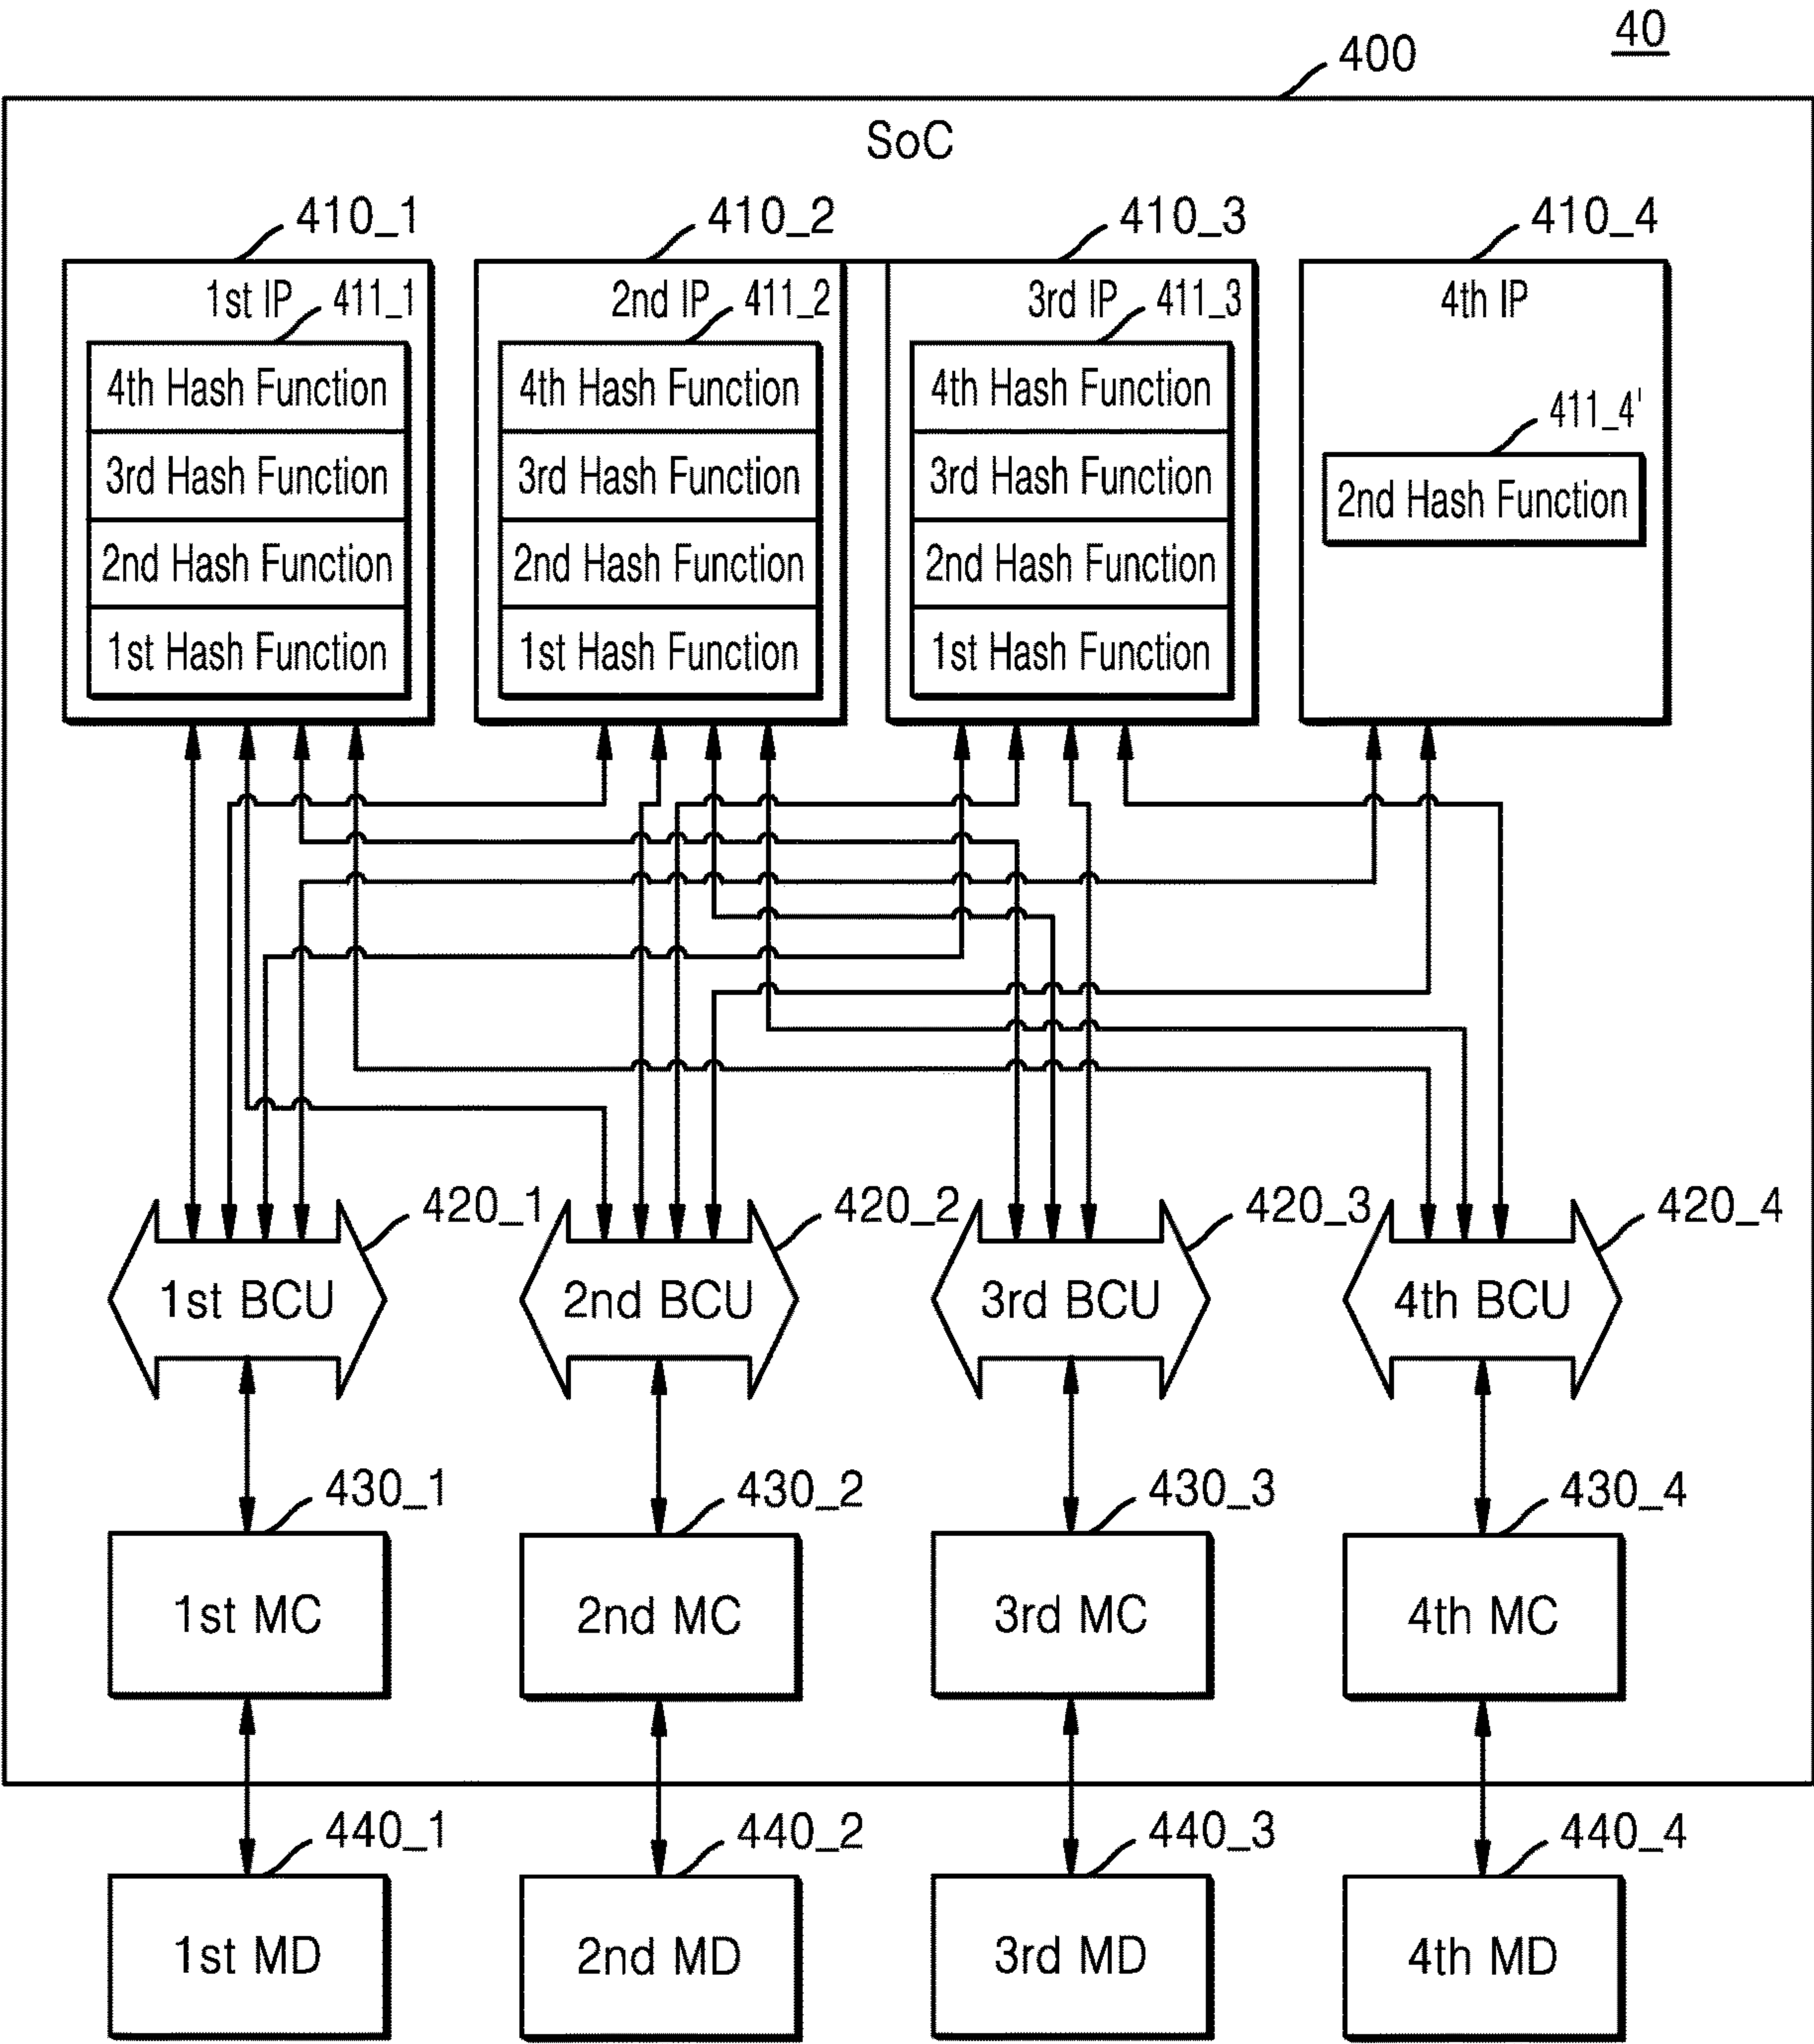 40
400
SoC
410_1 410_2 410_3 410_4
1st IP 411_1 2nd IP 411_2 3rd IP 411_3 4th IP
4th Hash Function 4th Hash Function 4th Hash Function
411_4'
3rd Hash Function 3rd Hash Function 3rd Hash Function
2nd Hash Function
2nd Hash Function 2nd Hash Function 2nd Hash Function
1st Hash Function 1st Hash Function 1st Hash Function
420_1 420_2 420_3 420_4
1st BCU 2nd BCU 3rd BCU 4th BCU
430_1 430_2 430_3 430_4
1st MC 2nd MC 3rd MC 4th MC
440_1 440_2 440_3 440_4
1st MD 2nd MD 3rd MD 4th MD